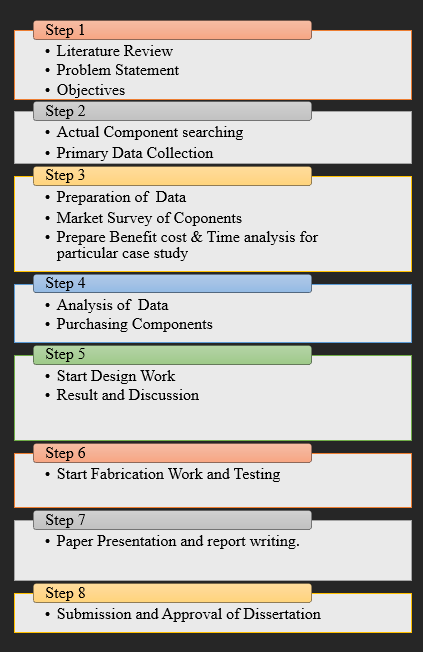 Step 1
• Literature Review
• Problem Statement
• Objectives
Step 2
• Actual Component searching
• Primary Data Collection
Step 3
• Preparation of  Data
• Market Survey of Coponents
• Prepare Benefit cost & Time analysis for
particular case study
Step 4
• Analysis of  Data
• Purchasing Components
Step 5
• Start Design Work
• Result and Discussion
Step 6
• Start Fabrication Work and Testing
Step 7
• Paper Presentation and report writing.
Step 8
• Submission and Approval of Dissertation